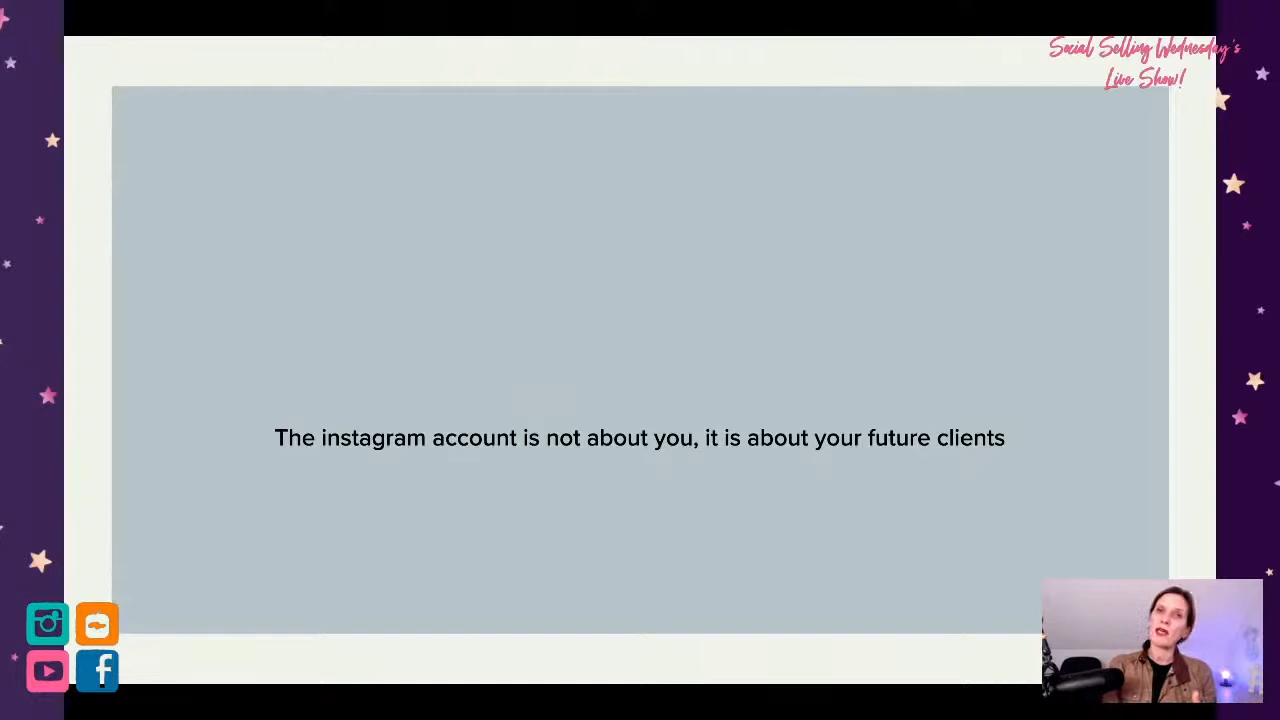 Social Selling Wednesday's
Live Show!
The instagram account is not about you, it is about your future clients